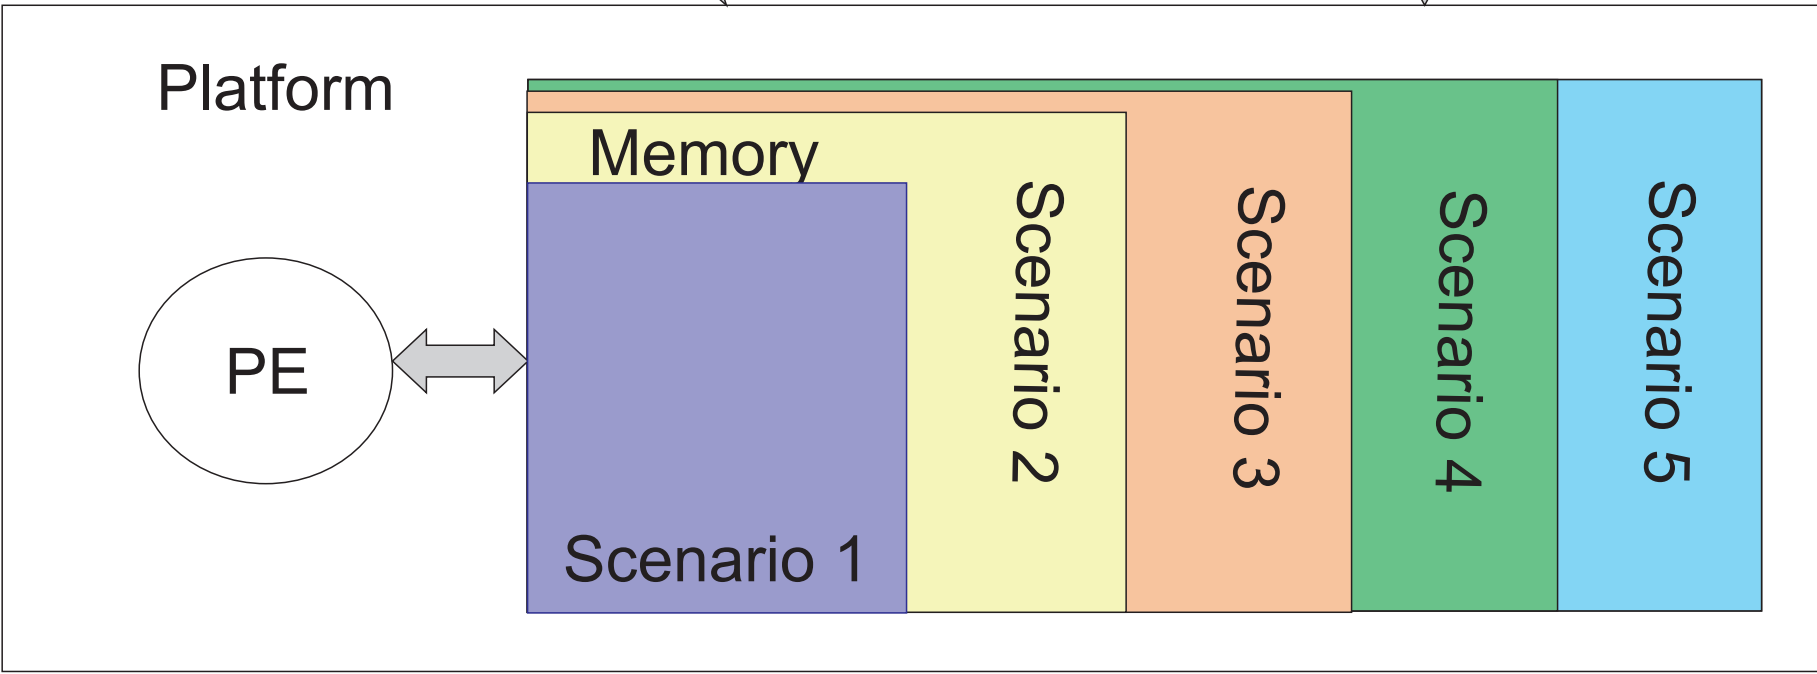 Platform
Memory
PE
Scenario 1
Scenario 2
Scenario 3
Scenario 4
Scenario 5